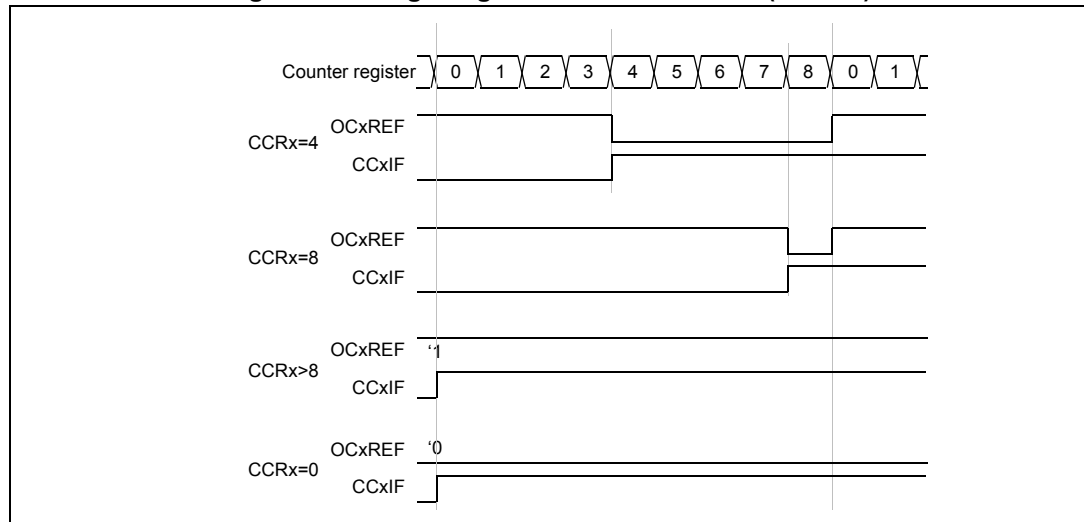 Counter register 0 1 2 3 4 5 6 7 8 0 1
OCxREF
CCRx=4
CCxIF
OCxREF
CCRx=8
CCxIF
OCxREF ‘1
CCRx>8
CCxIF
OCxREF ‘0
CCRx=0
CCxIF